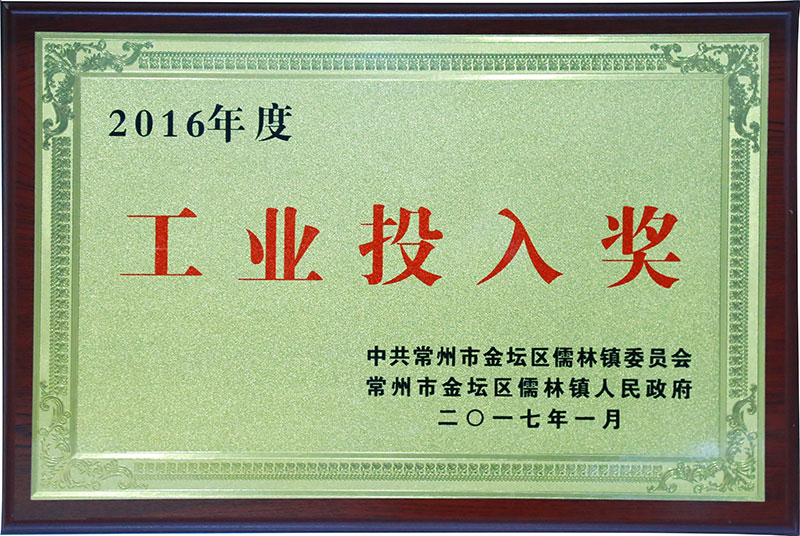 2016年度
工业投入奖
中共常州市金坛区儒林镇委员会
常州市金坛区儒林镇人民政府
二〇一七年一月